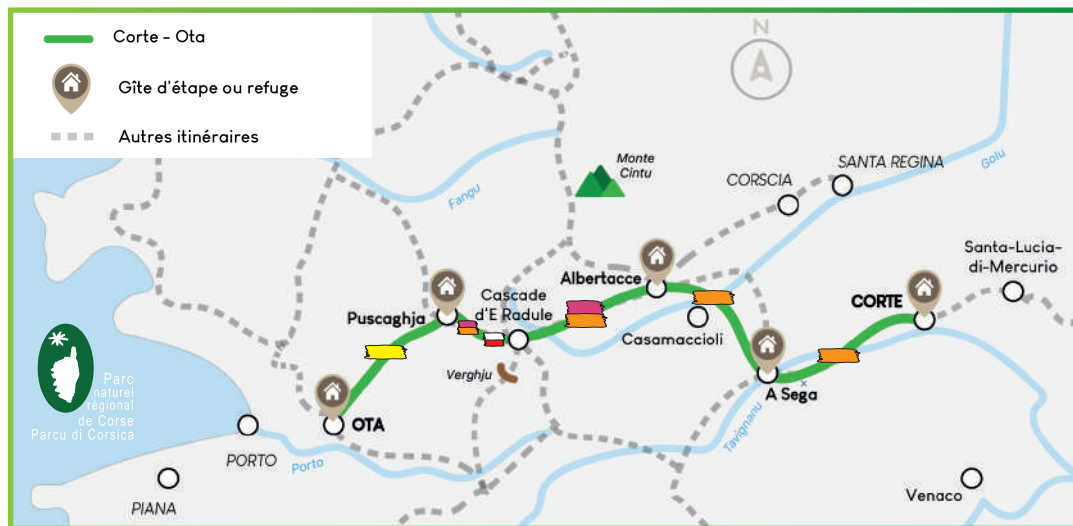 Corte - Ota
Gîte d'étape ou refuge
Autres itinéraires
N
Monte
Cintu
SANTA REGINA
CORSCIA
Golu
Fangu
Santa-Lucia-
di-Mercurio
Albertacce
CORTE
Cascade
d'E Radule
Puscaghja
Casamaccioli
Verghju
A Sega
Tavignanu
OTA
PORTO
Porto
PIANA
Venaco
Parc
naturel
régional
de Corse
Parcu di Corsica